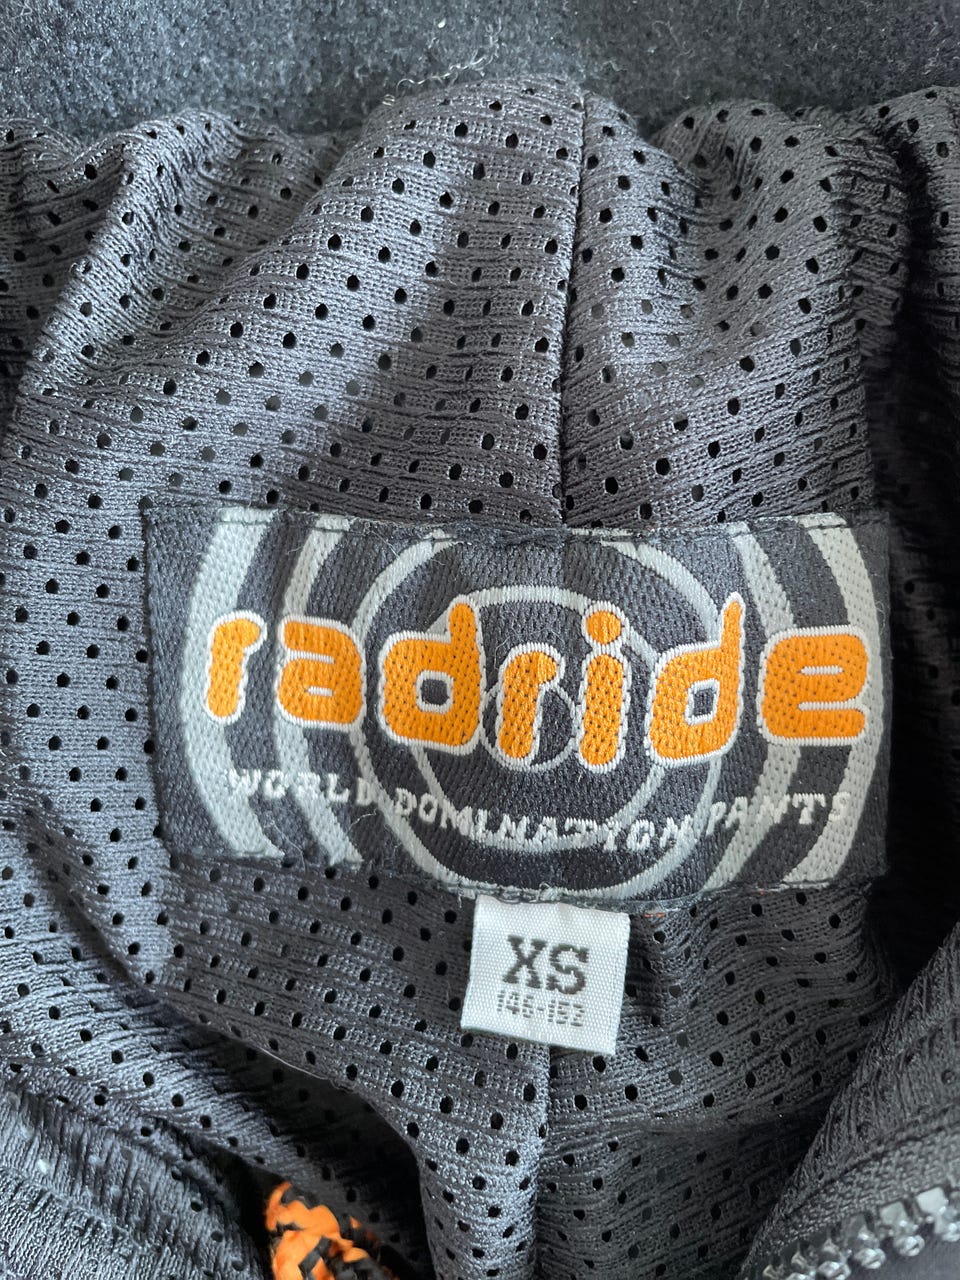 radride
WORLD DOMINATION PANTS
XS
146-152